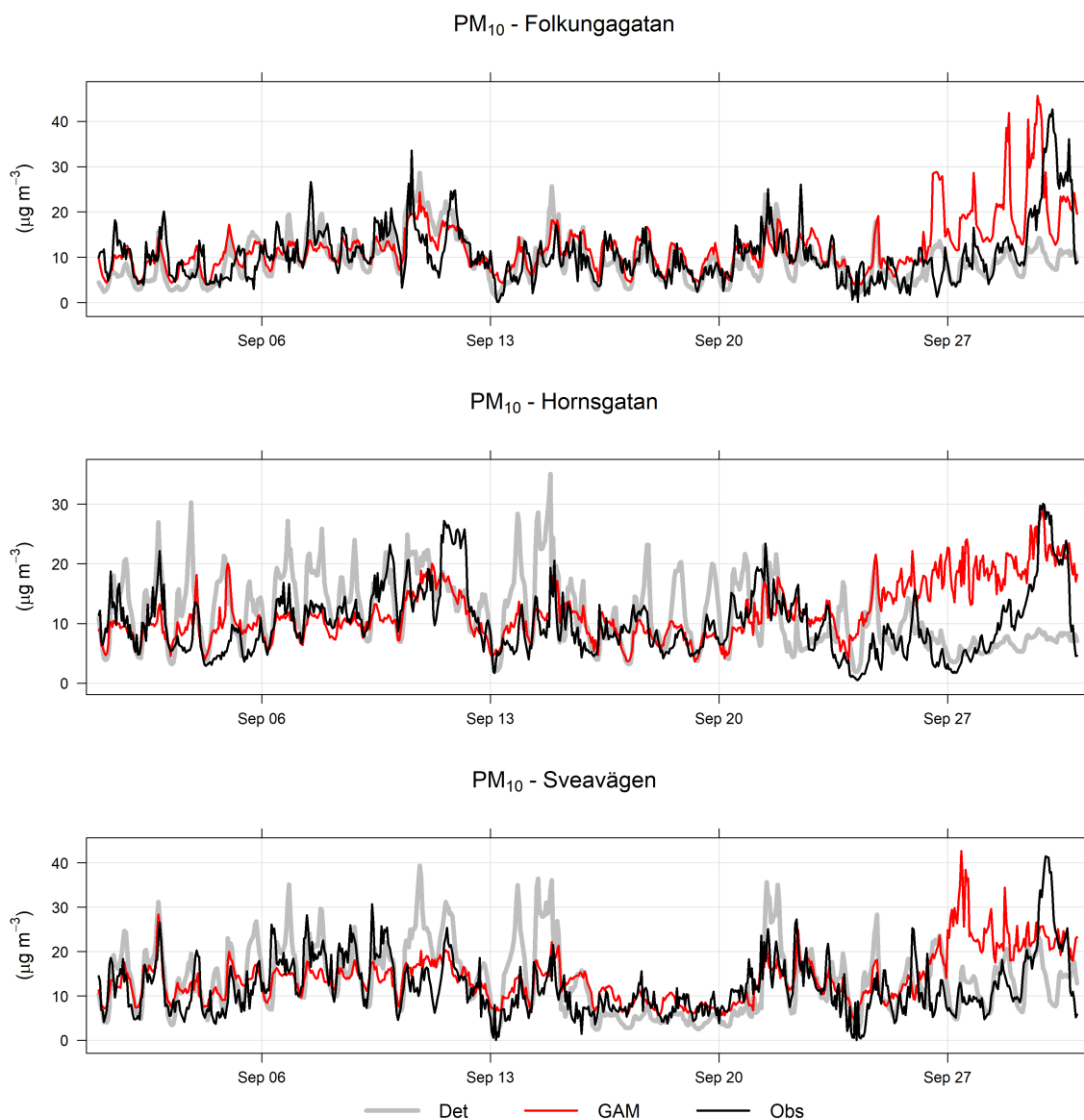 PM₁₀ - Folkungagatan
(μg m⁻³)
40
30
20
10
0
Sep 06 Sep 13 Sep 20 Sep 27
PM₁₀ - Hornsgatan
(μg m⁻³)
30
20
10
0
Sep 06 Sep 13 Sep 20 Sep 27
PM₁₀ - Sveavägen
(μg m⁻³)
40
30
20
10
0
Sep 06 Sep 13 Sep 20 Sep 27
Det GAM Obs